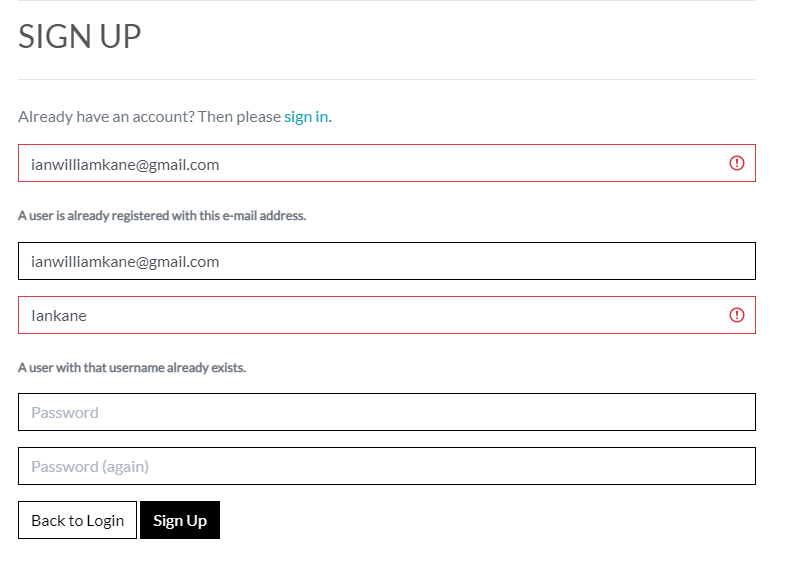 SIGN UP
Already have an account? Then please sign in.
ianwilliamkane@gmail.com
A user is already registered with this e-mail address.
ianwilliamkane@gmail.com
Iankane
A user with that username already exists.
Password
Password (again)
Back to Login Sign Up